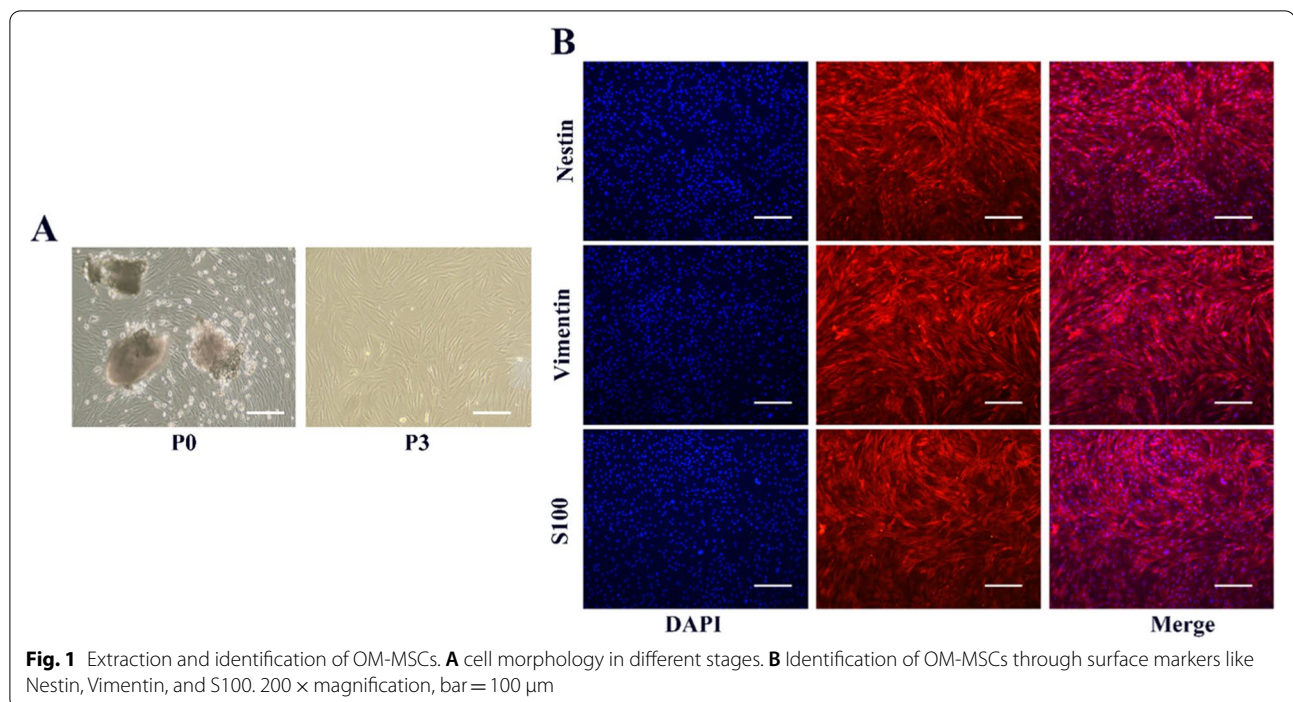 A
P0
P3
B
Nestin
Vimentin
S100
DAPI
Merge
Fig. 1 Extraction and identification of OM-MSCs. A cell morphology in different stages. B Identification of OM-MSCs through surface markers like
Nestin, Vimentin, and S100. 200 × magnification, bar = 100 μm